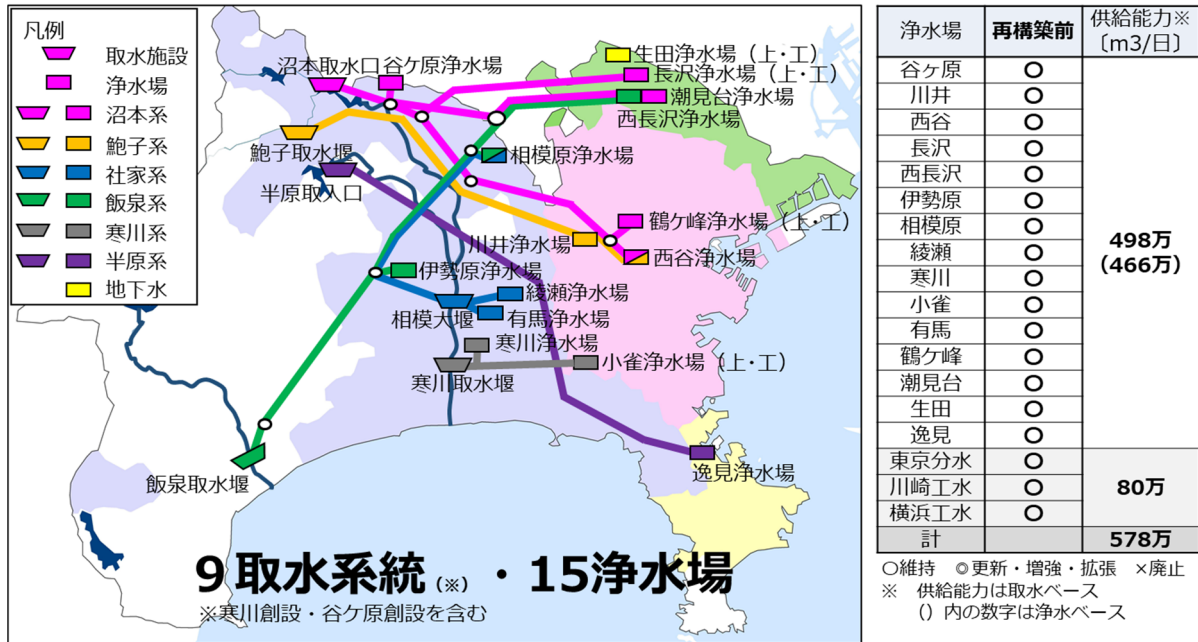 凡例
取水施設
浄水場
沼本系
鮑子系
社家系
飯泉系
寒川系
半原系
地下水
生田浄水場（上・工）
沼本取水口
谷ケ原浄水場
長沢浄水場（上・工）
潮見台浄水場
西長沢浄水場
鮑子取水堰
相模原浄水場
半原取入口
鶴ケ峰浄水場（上・工）
川井浄水場
西谷浄水場
伊勢原浄水場
綾瀬浄水場
相模大堰
有馬浄水場
寒川浄水場
寒川取水堰
小雀浄水場（上・工）
飯泉取水堰
逸見浄水場
9取水系統（※）・15浄水場
※寒川創設・谷ケ原創設を含む
浄水場 再構築前 供給能力※
〔m3/日〕
谷ヶ原 〇
川井 〇
西谷 〇
長沢 〇
西長沢 〇
伊勢原 〇
相模原 〇
綾瀬 〇
寒川 〇
小雀 〇
有馬 〇
鶴ケ峰 〇
潮見台 〇
生田 〇
逸見 〇
498万
（466万）
東京分水 〇
川崎工水 〇
横浜工水 〇
80万
計 578万
〇維持 ◎更新・増強・拡張 ×廃止
※ 供給能力は取水ベース
（）内の数字は浄水ベース